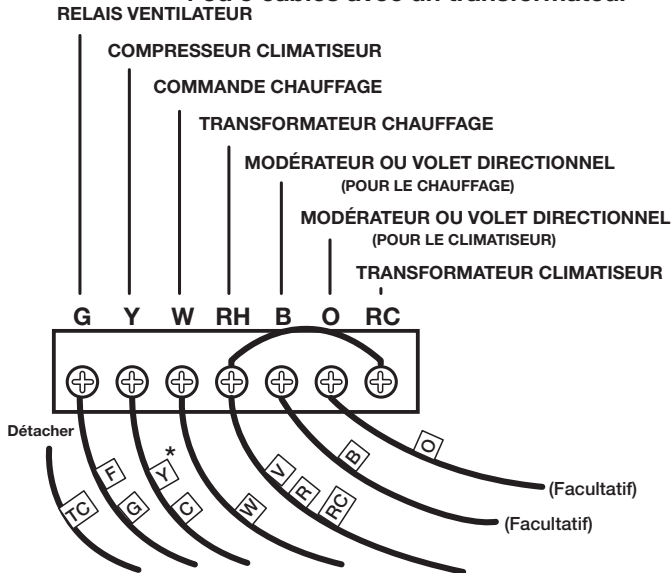 RELAIS VENTILATEUR
COMPRESSEUR CLIMATISEUR
COMMANDE CHAUFFAGE
TRANSFORMATEUR CHAUFFAGE
MODÉRATEUR OU VOLET DIRECTIONNEL
(POUR LE CHAUFFAGE)
MODÉRATEUR OU VOLET DIRECTIONNEL
(POUR LE CLIMATISEUR)
TRANSFORMATEUR CLIMATISEUR
G Y W RH B O RC
Détacher
TC
F
G
Y*
C
W
V
R
RC
B
O
(Facultatif)
(Facultatif)